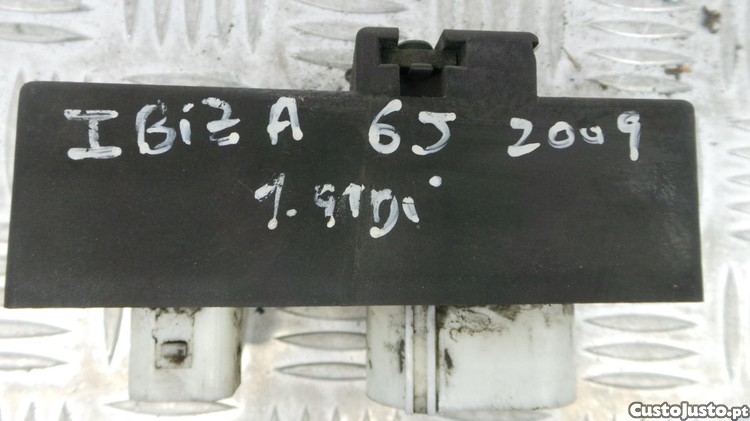 IBiZA 6J 2009
1.9TDi
CustoJusto.pt